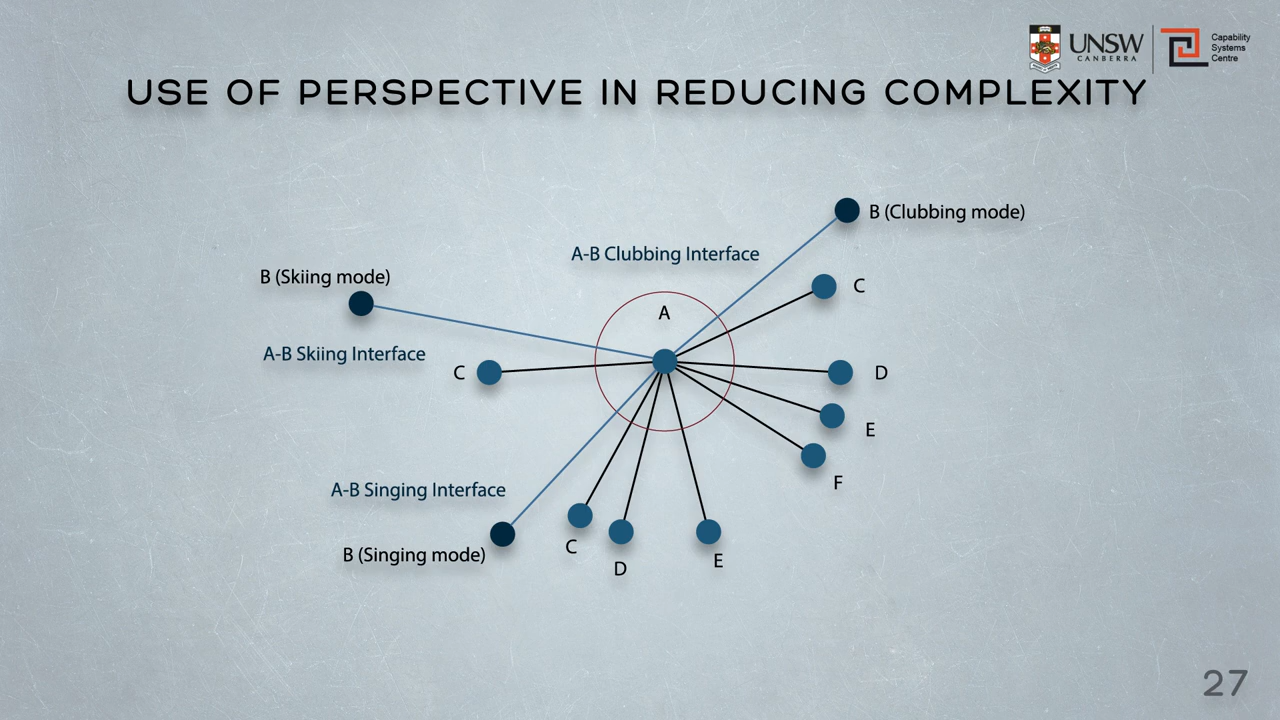 UNSW
CANBERRA
Capability
Systems
Centre
USE OF PERSPECTIVE IN REDUCING COMPLEXITY
B (Clubbing mode)
A-B Clubbing Interface
B (Skiing mode)
C
A
A-B Skiing Interface
C
D
E
F
A-B Singing Interface
B (Singing mode)
C
D
E
27